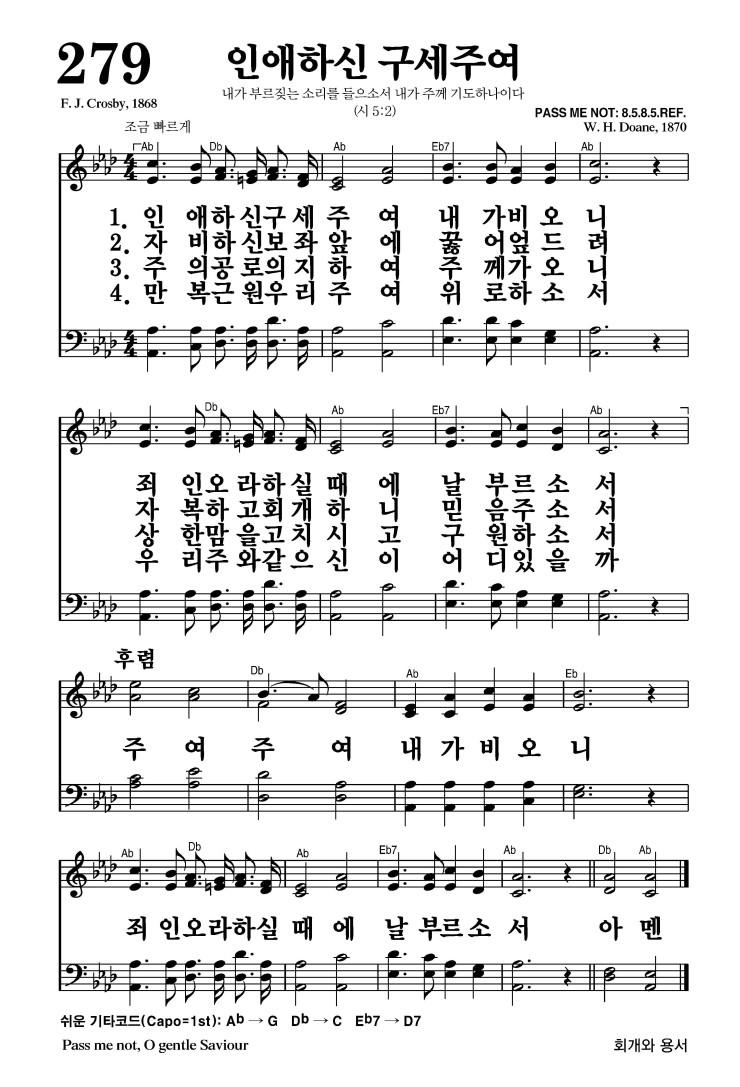 279
인애하신 구세주여
내가 부르짖는 소리를 들으소서 내가 주께 기도하나이다
(시 5:2)
F. J. Crosby, 1868
PASS ME NOT: 8.5.8.5.REF.
W. H. Doane, 1870
조금 빠르게
Ab Db Ab Eb7 Ab
1. 인 애하 신구 세 주 여 내 가비 오 니
2. 자 비하 신보 좌 앞 에 꿇 어엎 드 려
3. 주 의공 로의 지 하 여 주 께가 오 니
4. 만 복근 원우 리 주 여 위 로하 소 서
Db Ab Eb7 Ab
죄 인오 라하 실 때 에 날 부르 소 서
자 복하 고회 개 하 니 믿 음주 소 서
상 한맘 을고 치 시 고 구 원하 소 서
우 리주 와같 으 신 이 어 디있 을 까
후렴
Db Ab Eb
주 여 주 여 내 가 비 오 니
Ab Db Ab Eb7 Ab Db Ab
죄 인오라하실 때 에 날 부르소 서 아 멘
쉬운 기타코드(Capo=1st): Ab → G Db → C Eb7 → D7
Pass me not, O gentle Saviour
회개와 용서